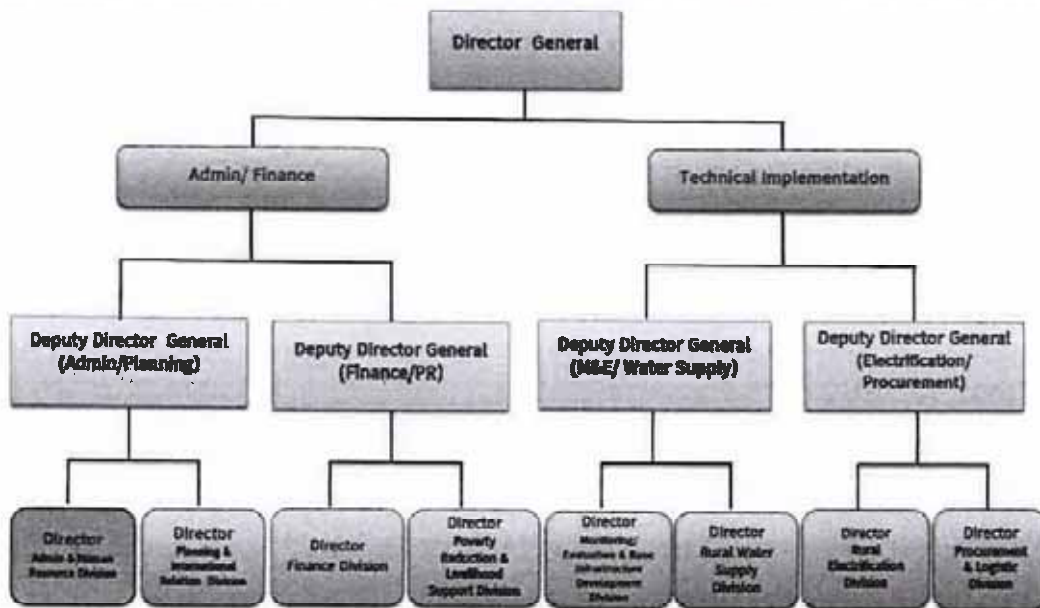 Director General
Admin/ Finance
Technical Implementation
Deputy Director General
(Admin/Planning)
Deputy Director General
(Finance/PR)
Deputy Director General
(M&E/ Water Supply)
Deputy Director General
(Electrification/
Procurement)
Director
Admin & Human
Resource Division
Director
Planning &
International
Relation Division
Director
Finance Division
Director
Poverty
Reduction &
Livelihood
Support Division
Director
Monitoring/
Evaluation & Base
Infrastructure
Development
Division
Director
Rural Water
Supply
Division
Director
Rural
Electrification
Division
Director
Procurement
& Logistic
Division